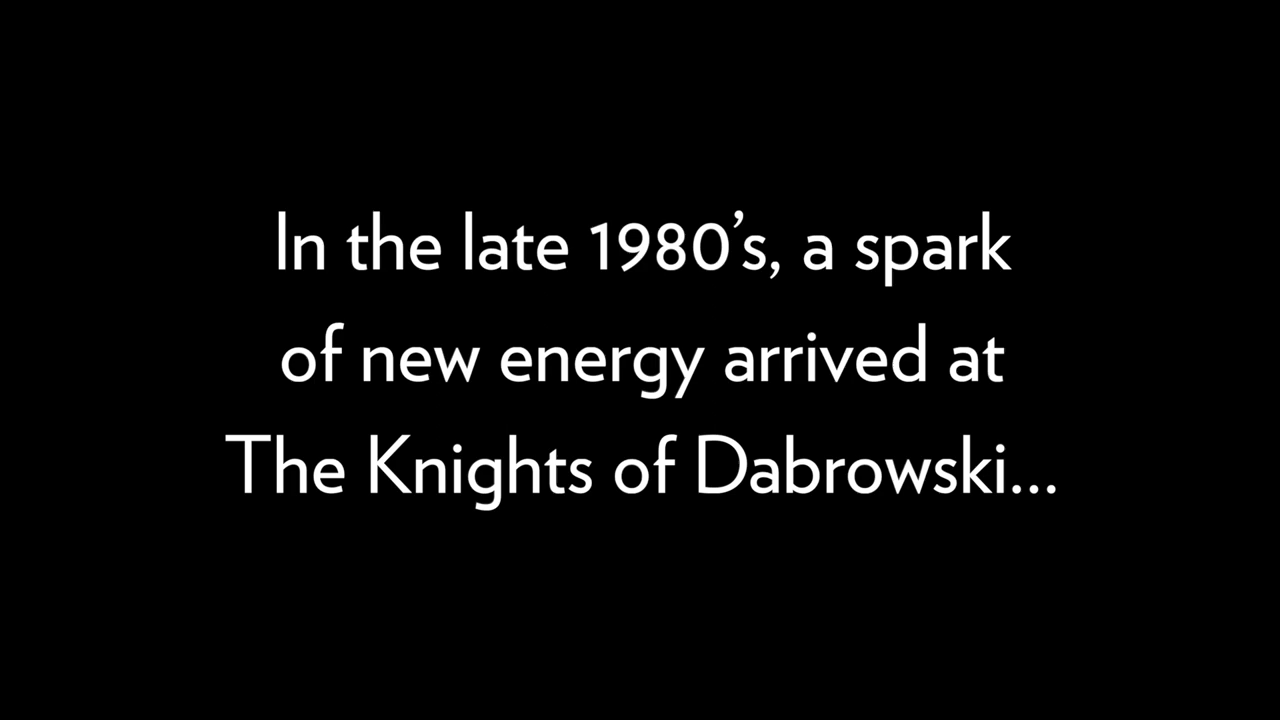 In the late 1980’s, a spark
of new energy arrived at
The Knights of Dabrowski...